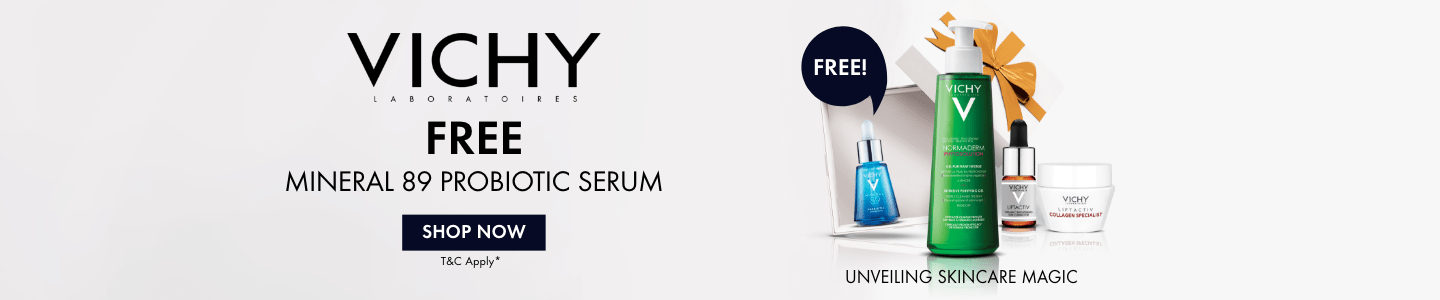 VICHY
LABORATOIRES
FREE
MINERAL 89 PROBIOTIC SERUM
SHOP NOW
T&C Apply*
FREE!
VICHY
VICHY
NORMADERM
VICHY
LIFTACTIV
VICHY
LIFTACTIV
COLLAGEN SPECIALIST
UNVEILING SKINCARE MAGIC